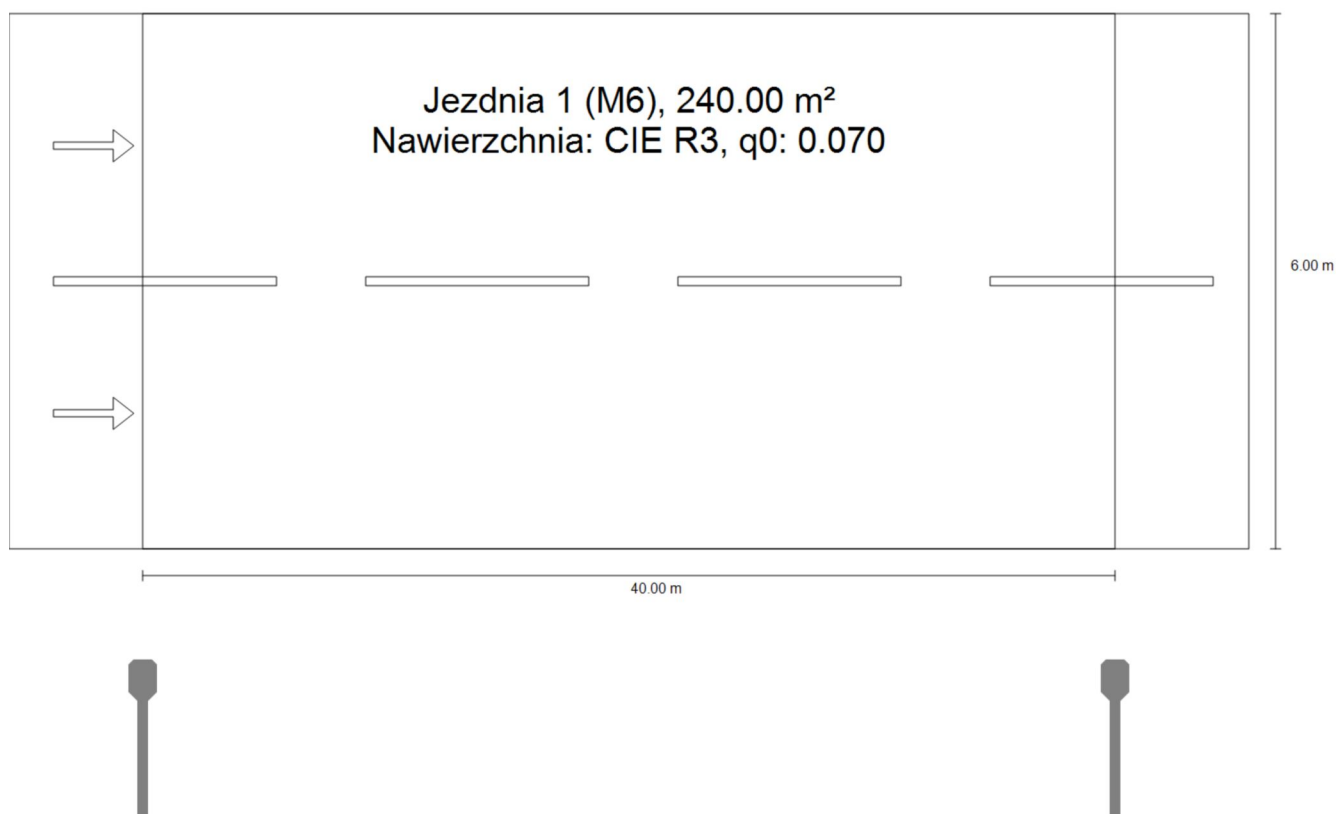 Jezdnia 1 (M6), 240.00 m²
Nawierzchnia: CIE R3, q0: 0.070
6.00 m
40.00 m